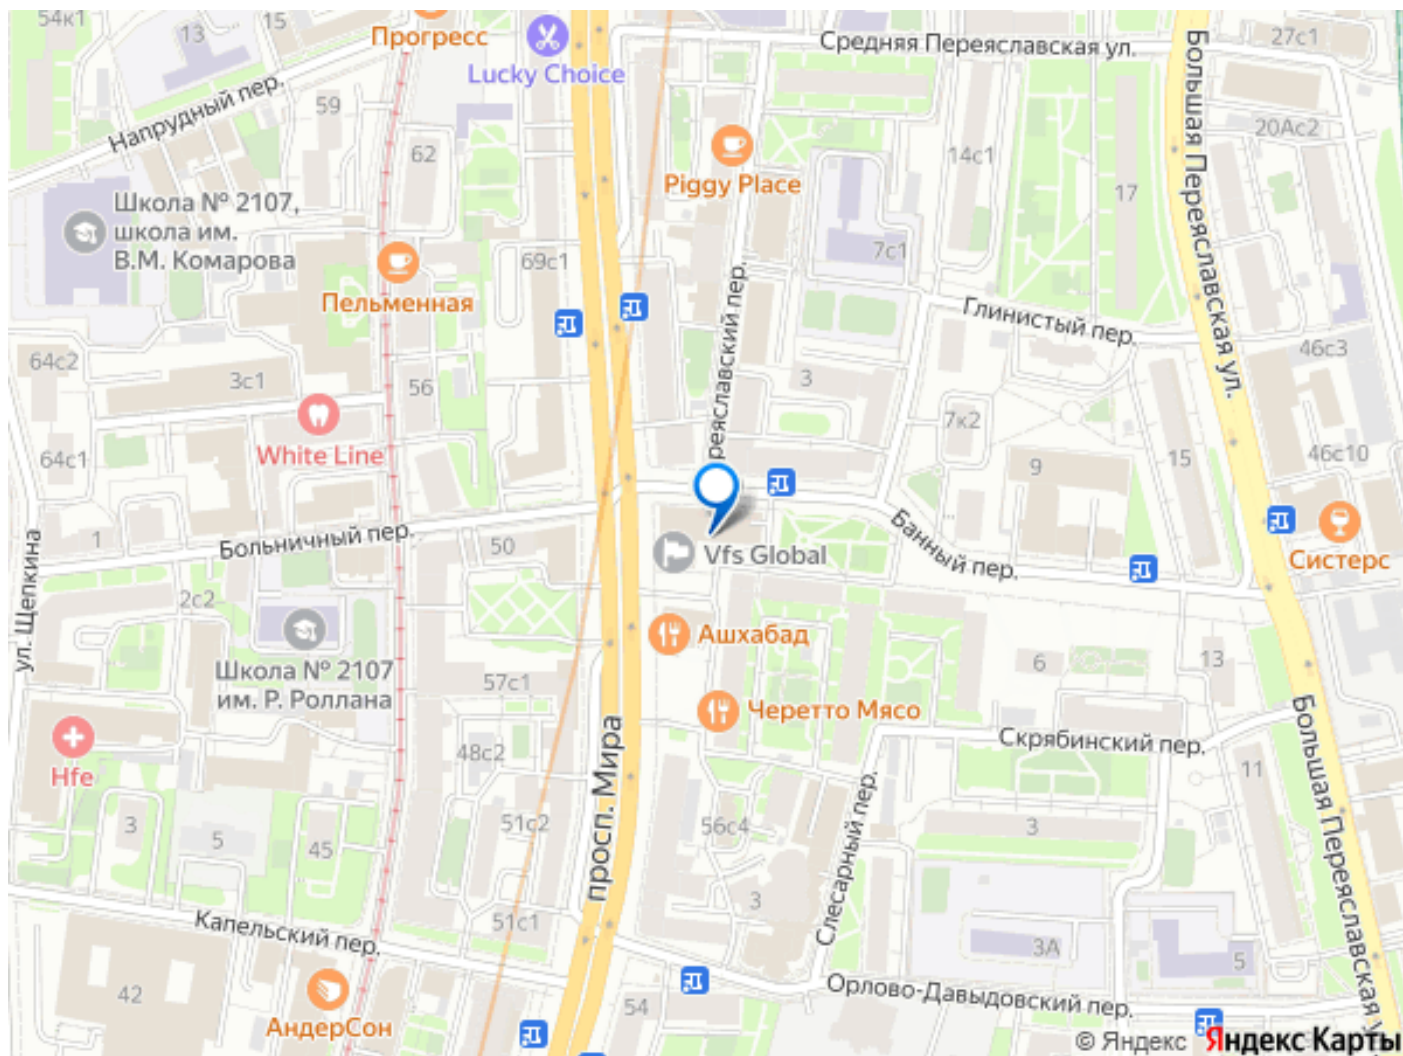 54к1
13
15
Прогресс
Lucky Choice
Средняя Переяславская ул.
27с1
Большая Переяславская ул.
Напрудный пер.
59
62
20Ас2
14с1
Piggy Place
17
Школа № 2107,
школа им.
В.М. Комарова
69с1
7с1
Пельменная
Глинистый пер.
реяславский пер.
64с2
3с1
56
3
46с3
White Line
7к2
64с1
9
15
46с10
1
Больничный пер.
50
Vfs Global
Банный пер.
Систерс
ул. Щепкина
2с2
Школа № 2107
им. Р. Роллана
Ашхабад
57с1
6
13
Черетто Мясо
Скрябинский пер.
Большая Переяславская у
Hfe
48с2
просп. Мира
11
3
5
45
51с2
56с4
Слесарный пер.
3
3
Капельский пер.
51с1
3А
5
42
АндерСон
54
Орлово-Давыдовский пер.
© Яндекс Яндекс Карты